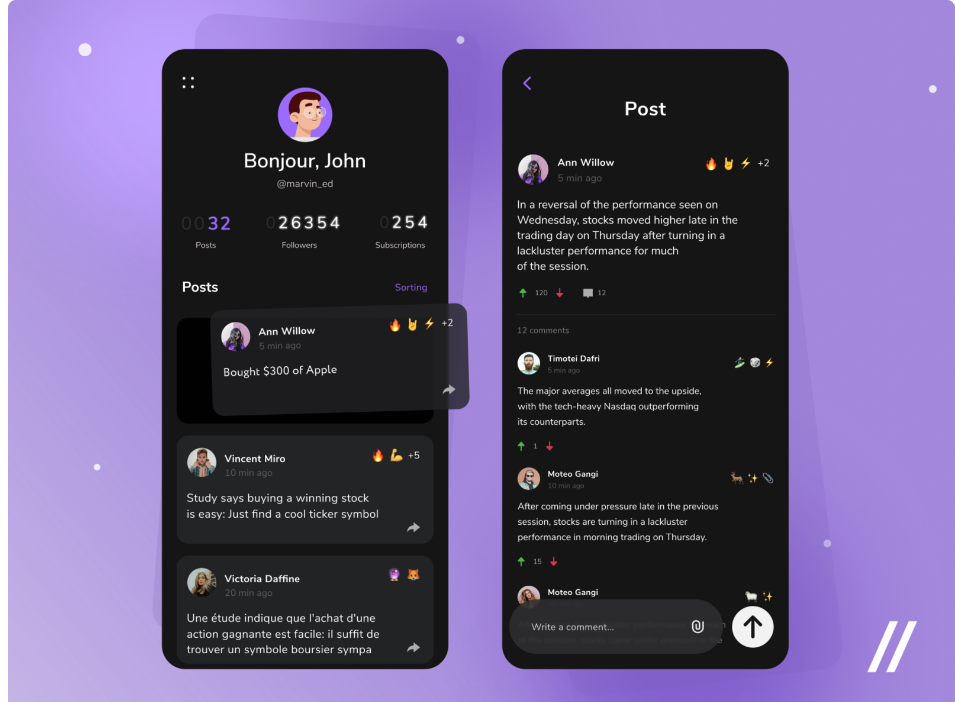 Bonjour, John
@marvin_ed
0032
026354
0254
Posts
Followers
Subscriptions
Posts
Sorting
Ann Willow
+2
5 min ago
Bought $300 of Apple
Vincent Miro
+5
10 min ago
Study says buying a winning stock
is easy: Just find a cool ticker symbol
Victoria Daffine
20 min ago
Une étude indique que l'achat d'une
action gagnante est facile: il suffit de
trouver un symbole boursier sympa
Post
Ann Willow
+2
5 min ago
In a reversal of the performance seen on
Wednesday, stocks moved higher late in the
trading day on Thursday after turning in a
lackluster performance for much
of the session.
120
12
12 comments
Timotei Dafri
5 min ago
The major averages all moved to the upside,
with the tech-heavy Nasdaq outperforming
its counterparts.
1
Moteo Gangi
10 min ago
After coming under pressure late in the previous
session, stocks are turning in a lackluster
performance in morning trading on Thursday.
15
Moteo Gangi
Write a comment...